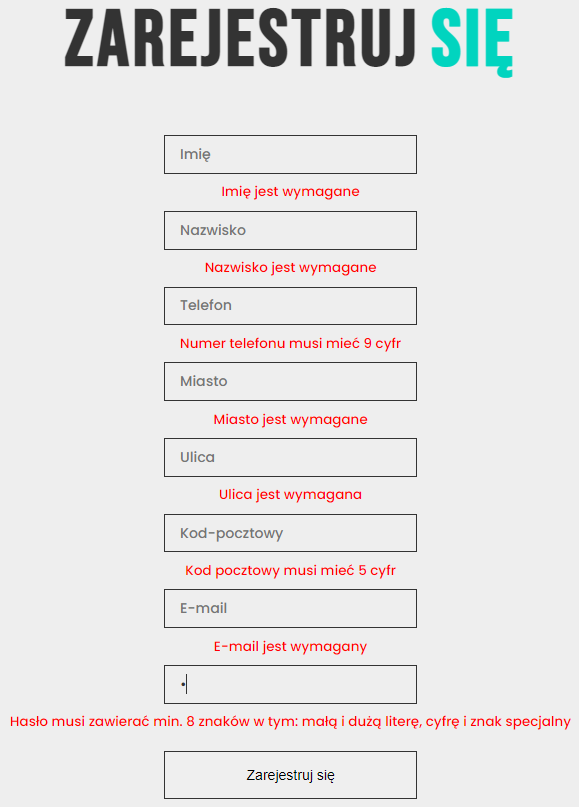 ZAREJESTRUJ SIĘ
Imię
Imię jest wymagane
Nazwisko
Nazwisko jest wymagane
Telefon
Numer telefonu musi mieć 9 cyfr
Miasto
Miasto jest wymagane
Ulica
Ulica jest wymagana
Kod-pocztowy
Kod pocztowy musi mieć 5 cyfr
E-mail
E-mail jest wymagany
•
Hasło musi zawierać min. 8 znaków w tym: małą i dużą literę, cyfrę i znak specjalny
Zarejestruj się